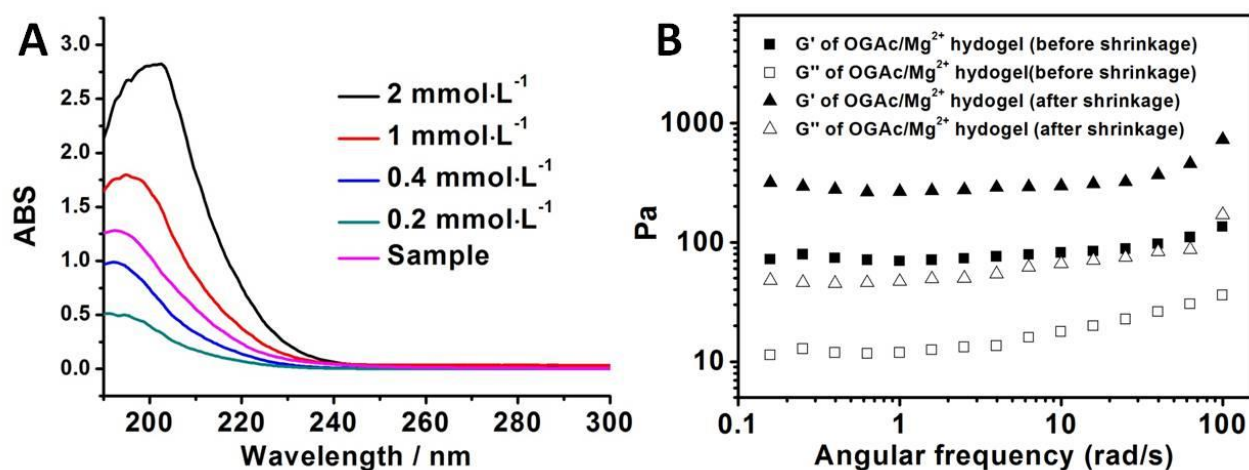 A
3.0
2.5
2.0
1.5
1.0
0.5
0.0
ABS
2 mmol·L⁻¹
1 mmol·L⁻¹
0.4 mmol·L⁻¹
0.2 mmol·L⁻¹
Sample
200 220 240 260 280 300
Wavelength / nm
B
G' of OGAc/Mg²⁺ hydogel (before shrinkage)
G'' of OGAc/Mg²⁺ hydogel(before shrinkage)
G' of OGAc/Mg²⁺ hydogel (after shrinkage)
G'' of OGAc/Mg²⁺ hydogel (after shrinkage)
1000
100
10
Pa
0.1 1 10 100
Angular frequency (rad/s)